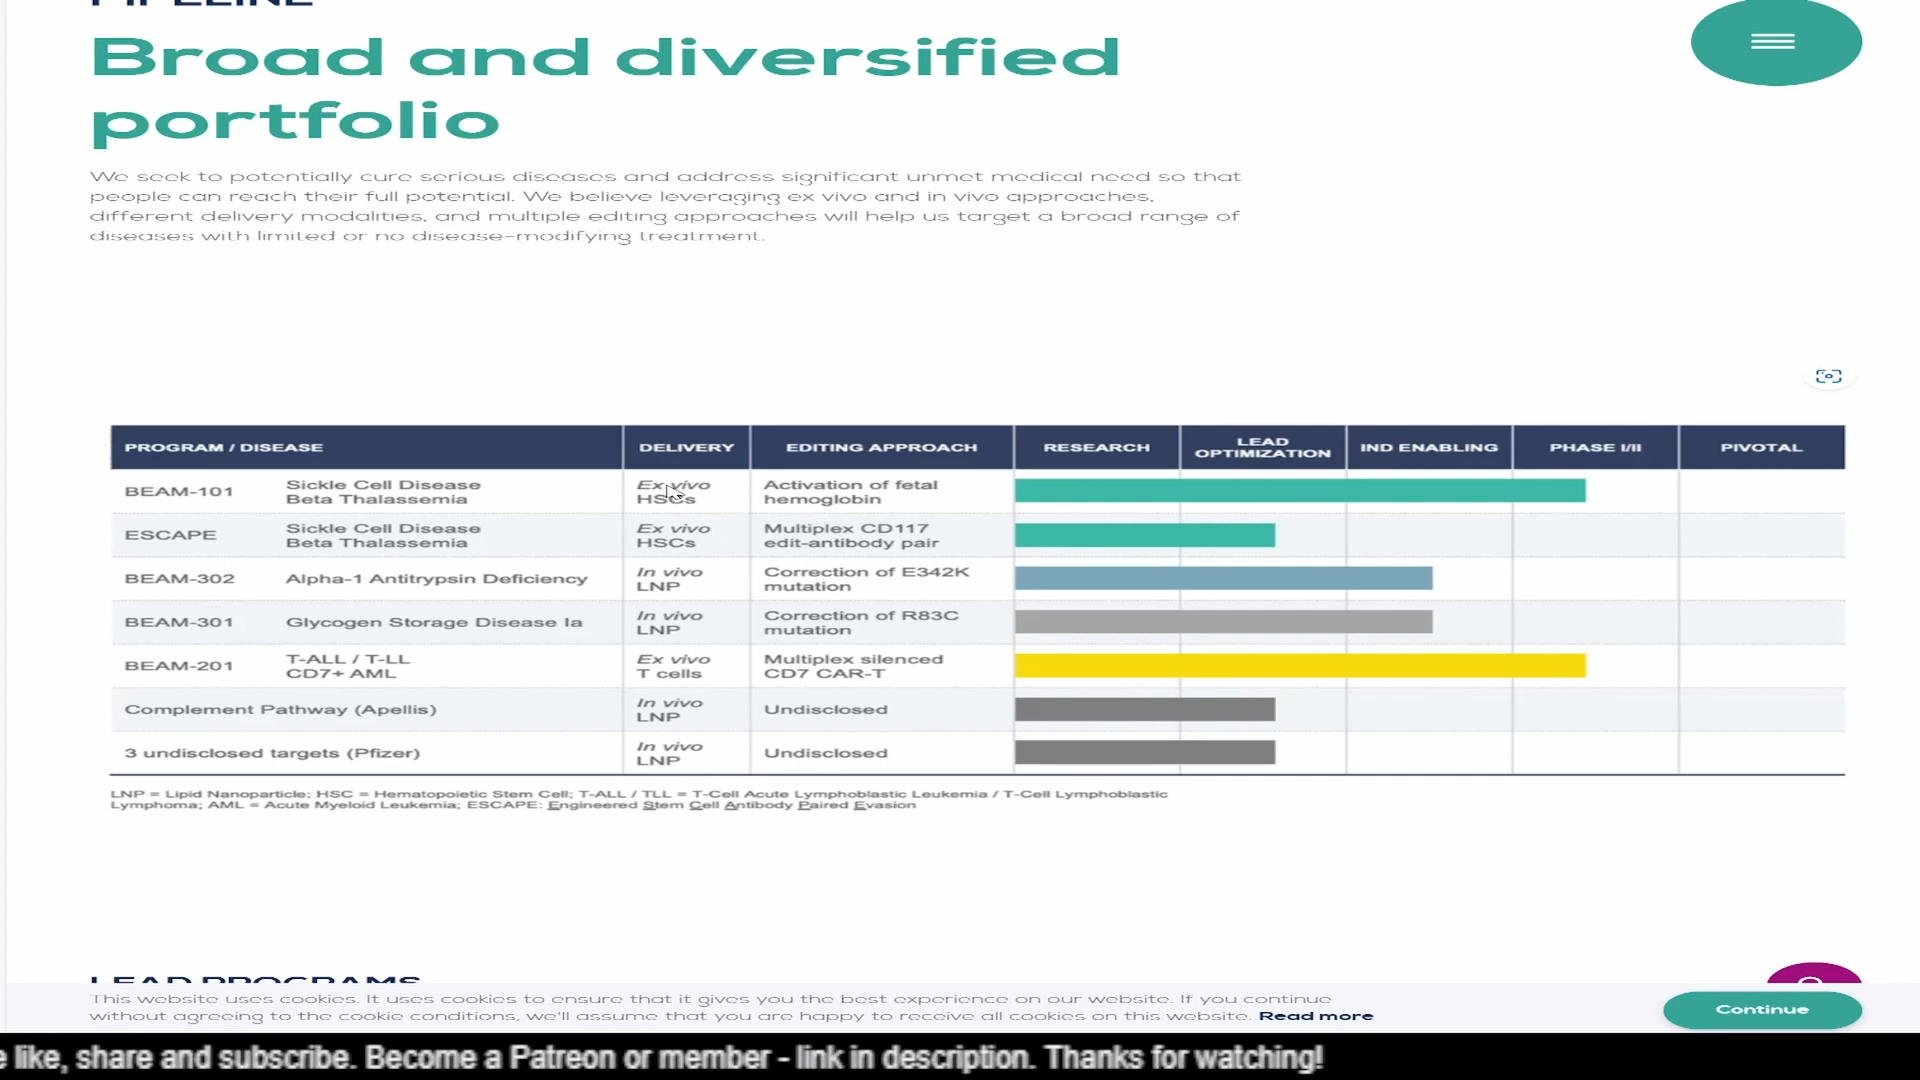 PIPELINE
Broad and diversified
portfolio
We seek to potentially cure serious diseases and address significant unmet medical need so that
people can reach their full potential. We believe leveraging ex vivo and in vivo approaches,
different delivery modalities, and multiple editing approaches will help us target a broad range of
diseases with limited or no disease-modifying treatment.
PROGRAM / DISEASE DELIVERY EDITING APPROACH RESEARCH LEAD OPTIMIZATION IND ENABLING PHASE I/II PIVOTAL
BEAM-101 Sickle Cell Disease Ex vivo Activation of fetal
Beta Thalassemia HSCs hemoglobin
ESCAPE Sickle Cell Disease Ex vivo Multiplex CD117
Beta Thalassemia HSCs edit-antibody pair
BEAM-302 Alpha-1 Antitrypsin Deficiency In vivo Correction of E342K
LNP mutation
BEAM-301 Glycogen Storage Disease Ia In vivo Correction of R83C
LNP mutation
BEAM-201 T-ALL / T-LL Ex vivo Multiplex silenced
CD7+ AML T cells CD7 CAR-T
Complement Pathway (Apellis) In vivo Undisclosed
LNP
3 undisclosed targets (Pfizer) In vivo Undisclosed
LNP
LNP = Lipid Nanoparticle; HSC = Hematopoietic Stem Cell; T-ALL / TLL = T-Cell Acute Lymphoblastic Leukemia / T-Cell Lymphoblastic
Lymphoma; AML = Acute Myeloid Leukemia; ESCAPE: Engineered Stem Cell Antibody Paired Evasion
LEAD PROGRAMS
This website uses cookies. It uses cookies to ensure that it gives you the best experience on our website. If you continue
without agreeing to the cookie conditions, we'll assume that you are happy to receive all cookies on this website. Read more
Continue
e like, share and subscribe. Become a Patreon or member - link in description. Thanks for watching!